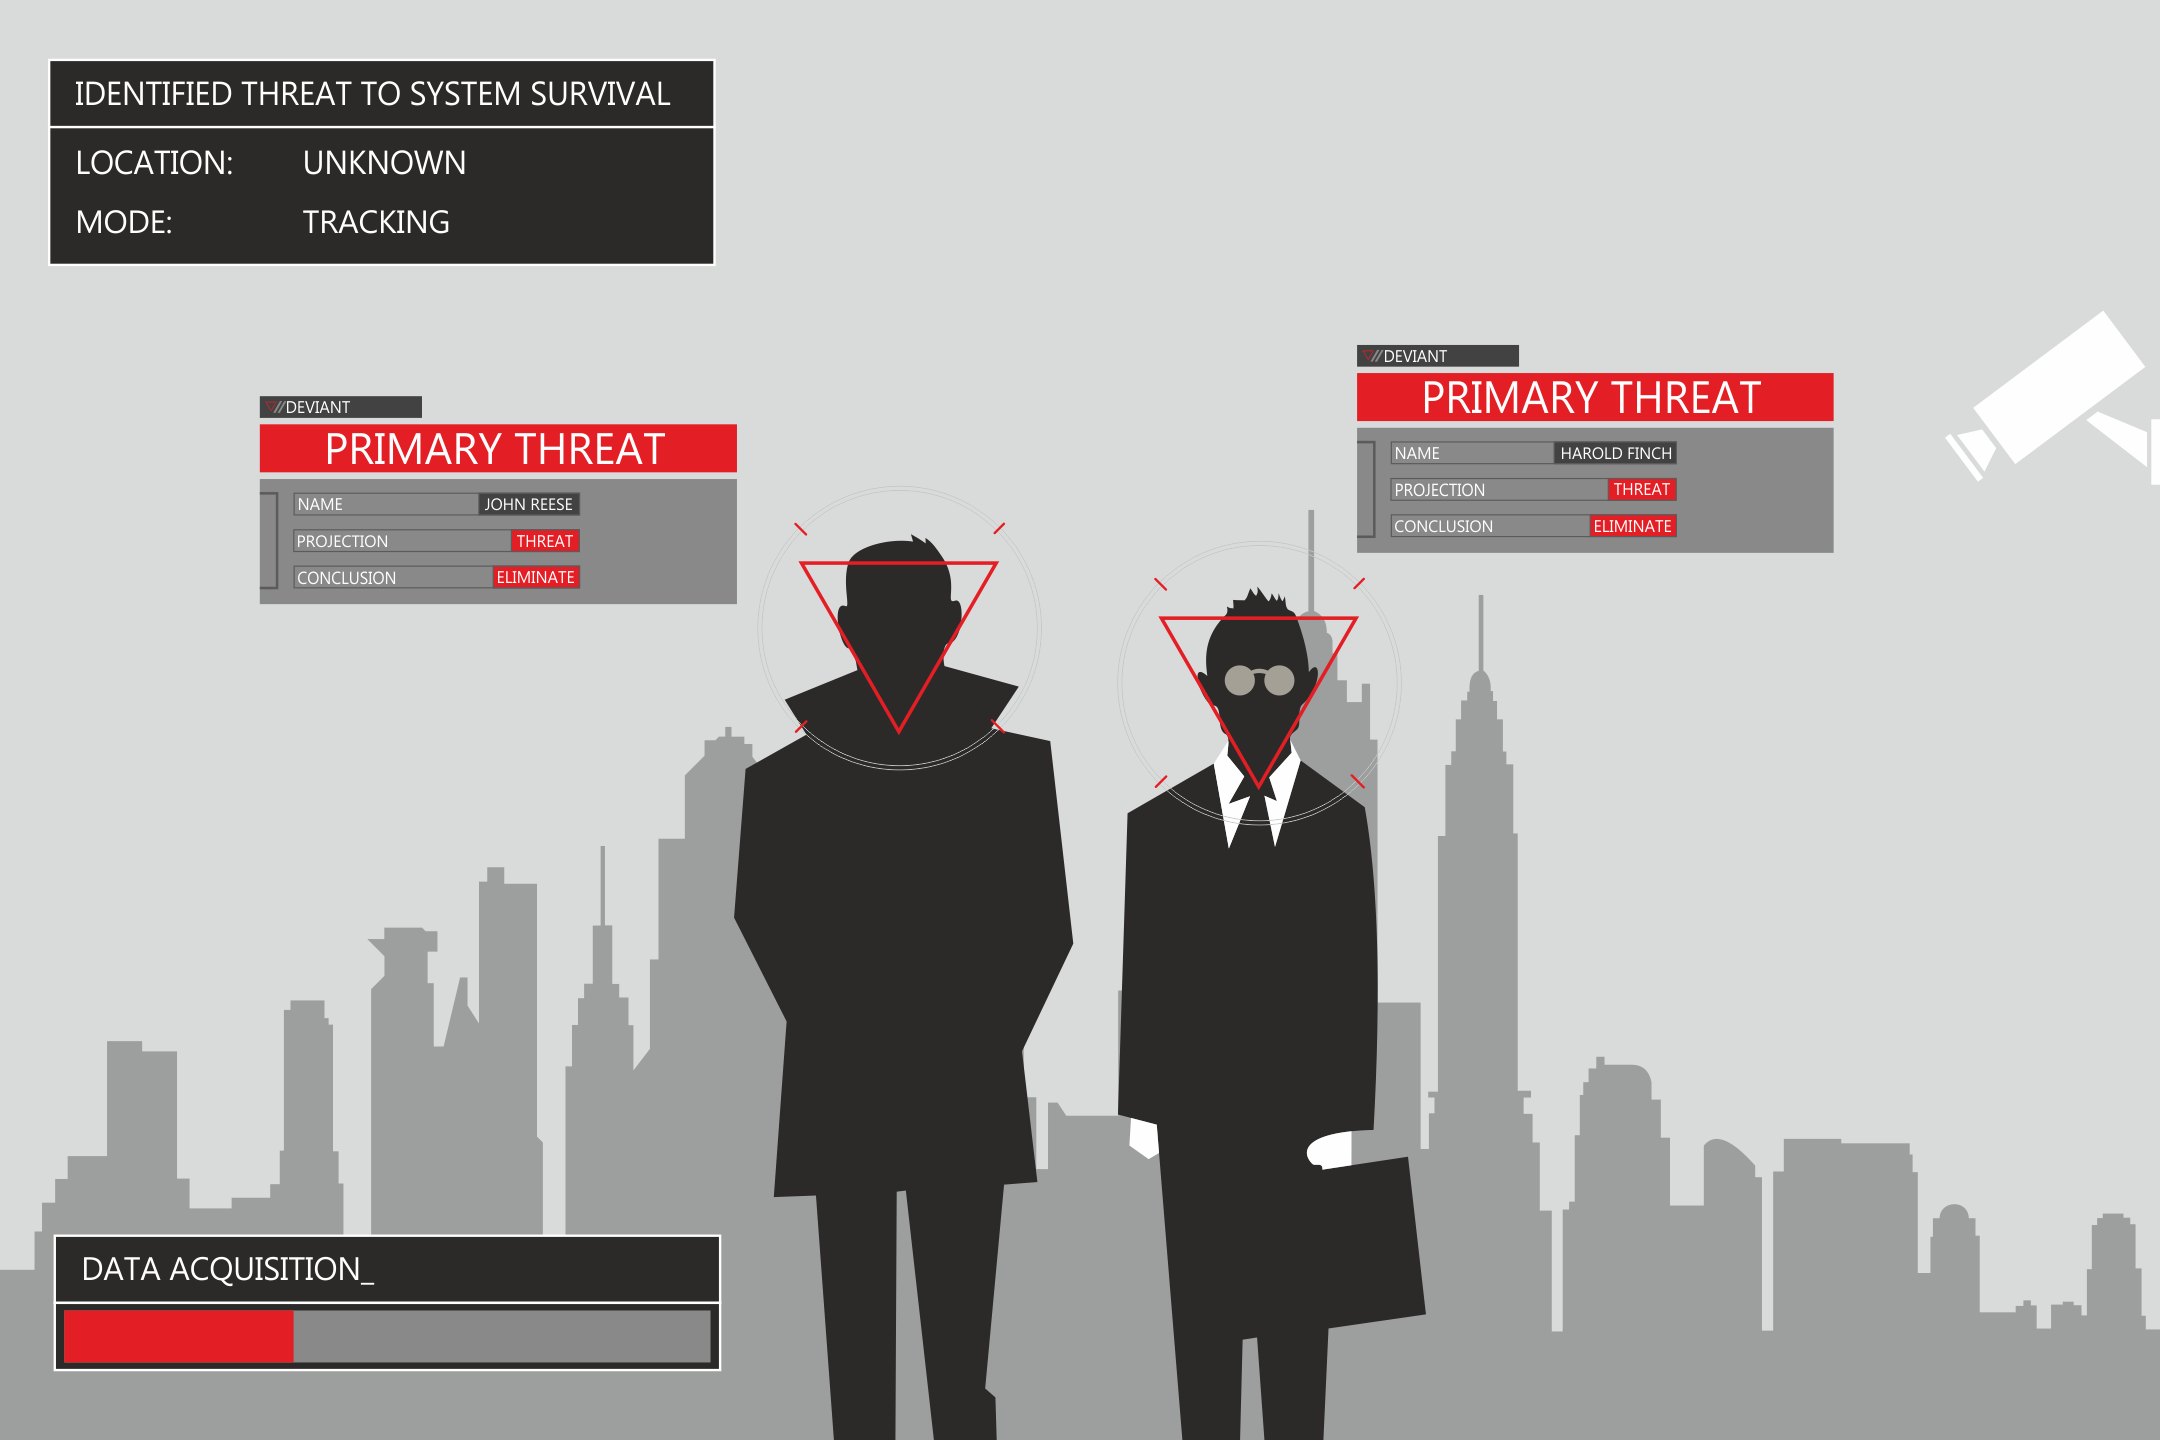 IDENTIFIED THREAT TO SYSTEM SURVIVAL
LOCATION: UNKNOWN
MODE: TRACKING
DEVIANT
PRIMARY THREAT
NAME JOHN REESE
PROJECTION THREAT
CONCLUSION ELIMINATE
DEVIANT
PRIMARY THREAT
NAME HAROLD FINCH
PROJECTION THREAT
CONCLUSION ELIMINATE
DATA ACQUISITION_